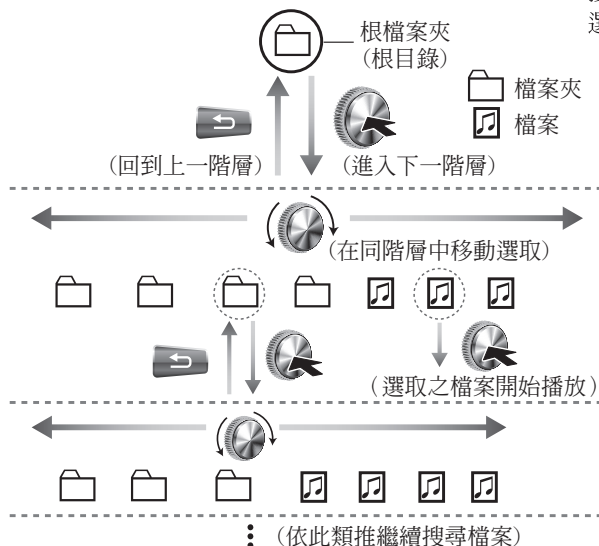 選
根檔案夾
(根目錄)
檔案夾
檔案
(回到上一階層)
(進入下一階層)
(在同階層中移動選取)
(選取之檔案開始播放)
(依此類推繼續搜尋檔案)